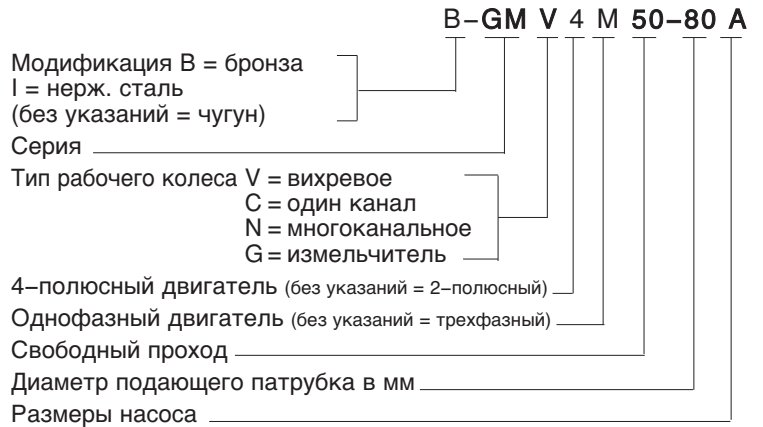 B–GM V 4 M 50–80 A
Модификация B = бронза
I = нерж. сталь
(без указаний = чугун)
Серия
Тип рабочего колеса V = вихревое
C = один канал
N = многоканальное
G = измельчитель
4–полюсный двигатель (без указаний = 2–полюсный)
Однофазный двигатель (без указаний = трехфазный)
Свободный проход
Диаметр подающего патрубка в мм
Размеры насоса